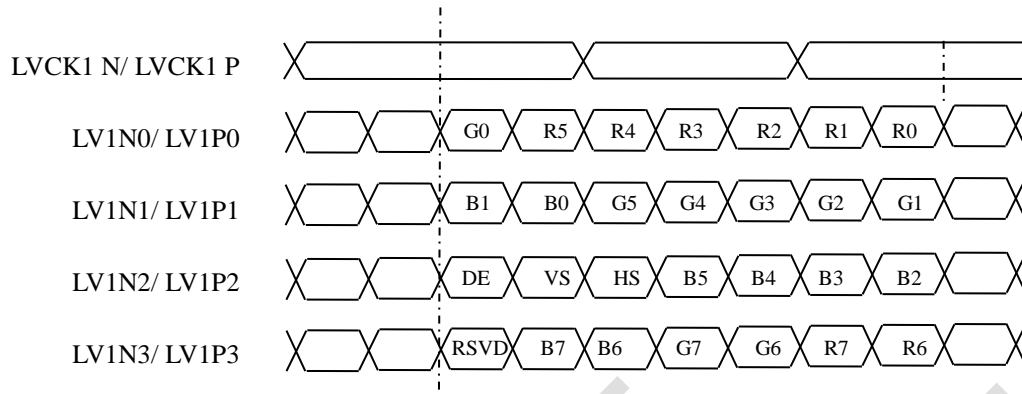 LVCK1 N/ LVCK1 P
LV1N0/ LV1P0 G0 R5 R4 R3 R2 R1 R0
LV1N1/ LV1P1 B1 B0 G5 G4 G3 G2 G1
LV1N2/ LV1P2 DE VS HS B5 B4 B3 B2
LV1N3/ LV1P3 RSVD B7 B6 G7 G6 R7 R6